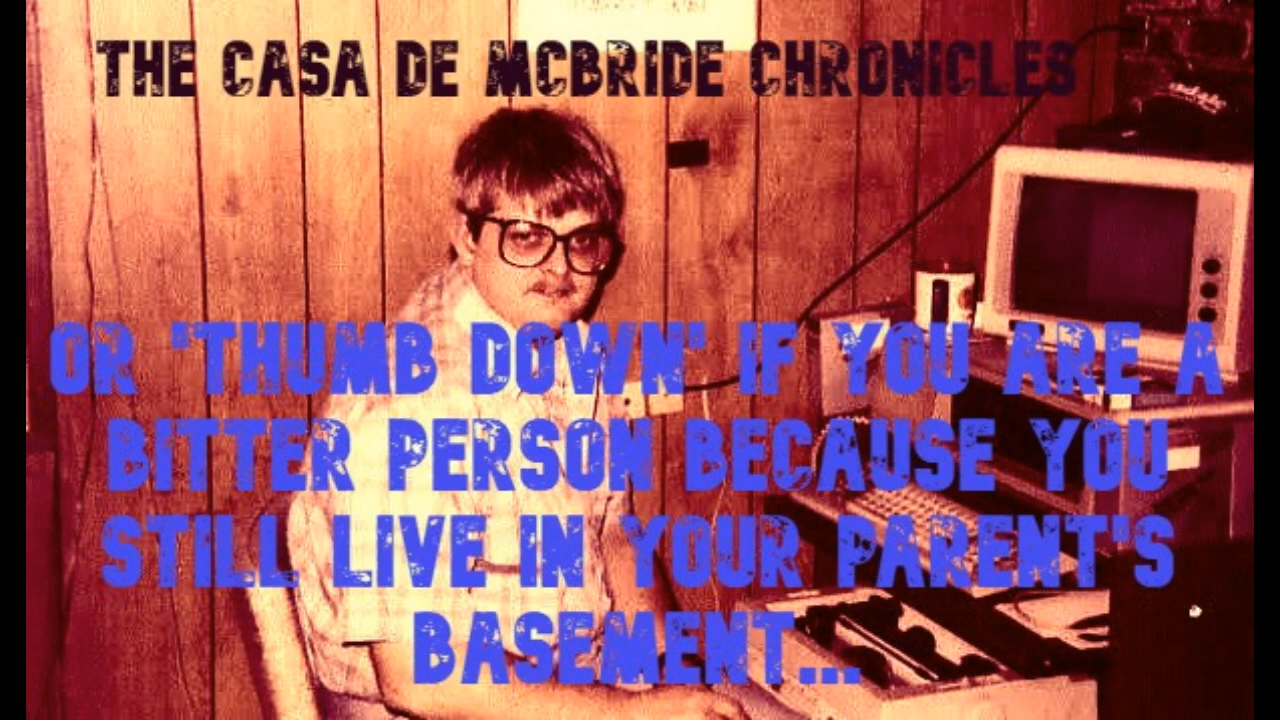 THE CASA DE MCBRIDE CHRONICLES
OR 'THUMB DOWN' IF YOU ARE A
BITTER PERSON BECAUSE YOU
STILL LIVE IN YOUR PARENT'S
BASEMENT...